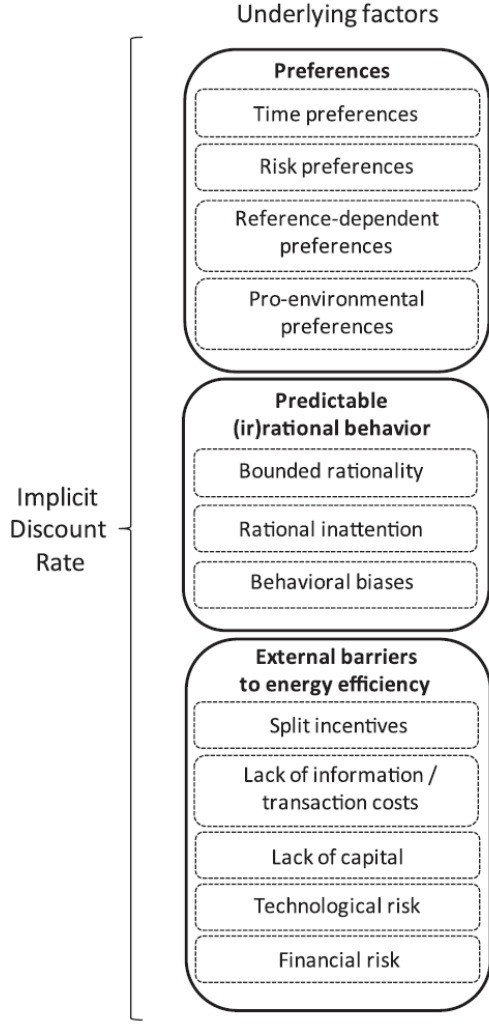 Underlying factors
Preferences
Time preferences
Risk preferences
Reference-dependent
preferences
Pro-environmental
preferences
Predictable
(ir)rational behavior
Bounded rationality
Rational inattention
Behavioral biases
Implicit
Discount
Rate
External barriers
to energy efficiency
Split incentives
Lack of information /
transaction costs
Lack of capital
Technological risk
Financial risk